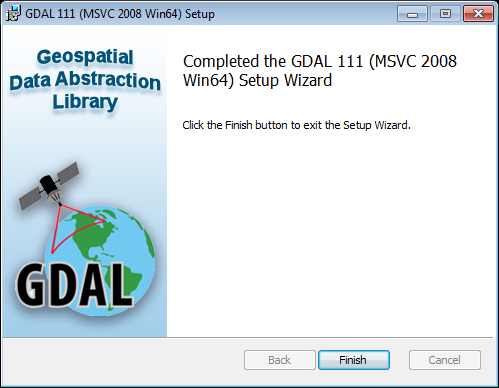 GDAL 111 (MSVC 2008 Win64) Setup
Geospatial
Data Abstraction
Library
GDAL
Completed the GDAL 111 (MSVC 2008
Win64) Setup Wizard
Click the Finish button to exit the Setup Wizard.
Back
Finish
Cancel